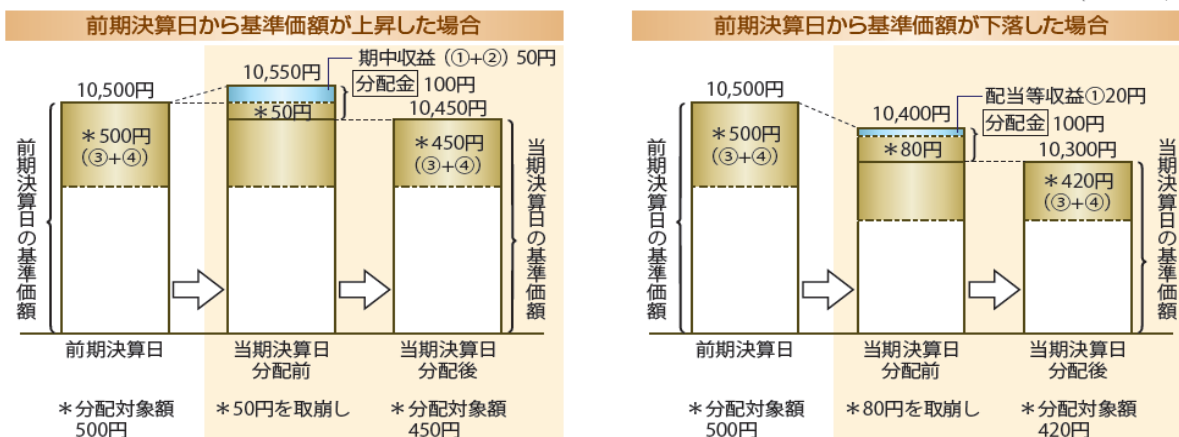 前期決算日から基準価額が上昇した場合
期中収益（①+②）50円
10,550円
分配金 100円
10,500円
10,450円
＊50円
＊500円
（③+④）
＊450円
（③+④）
前期決算日の基準価額
当期決算日の基準価額
前期決算日
当期決算日
分配前
当期決算日
分配後
＊分配対象額
500円
＊50円を取崩し
＊分配対象額
450円
前期決算日から基準価額が下落した場合
10,500円
配当等収益①20円
10,400円
分配金 100円
10,300円
＊500円
（③+④）
＊80円
＊420円
（③+④）
前期決算日の基準価額
当期決算日の基準価額
前期決算日
当期決算日
分配前
当期決算日
分配後
＊分配対象額
500円
＊80円を取崩し
＊分配対象額
420円